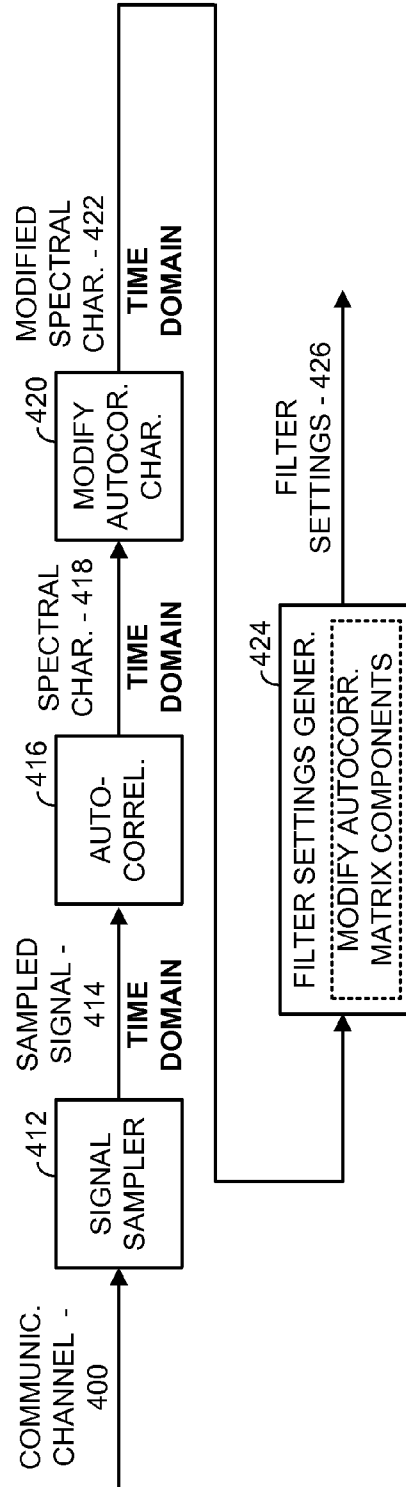 COMMUNIC.
CHANNEL -
400
412
SIGNAL
SAMPLER
SAMPLED
SIGNAL -
414
TIME
DOMAIN
416
AUTO-
CORREL.
SPECTRAL
CHAR. - 418
TIME
DOMAIN
420
MODIFY
AUTOCOR.
CHAR.
MODIFIED
SPECTRAL
CHAR. - 422
TIME
DOMAIN
424
FILTER SETTINGS GENER.
MODIFY AUTOCORR.
MATRIX COMPONENTS
FILTER
SETTINGS - 426